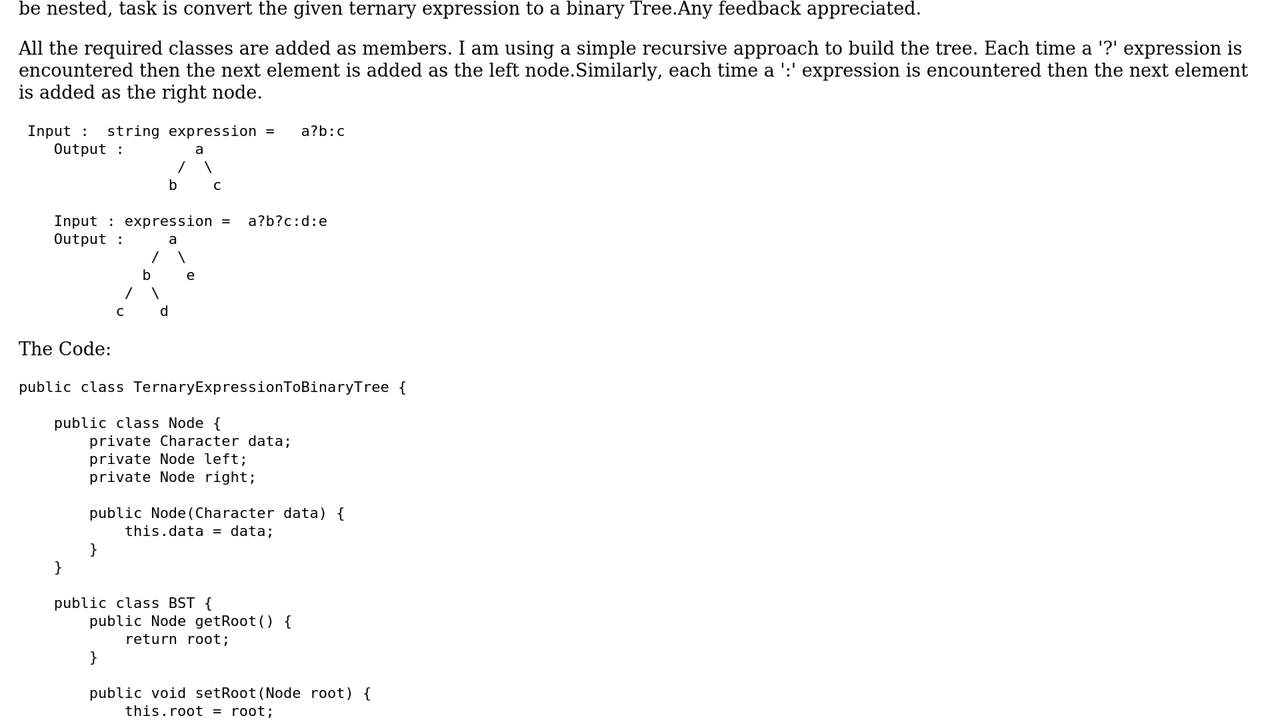 be nested, task is convert the given ternary expression to a binary Tree.Any feedback appreciated.
All the required classes are added as members. I am using a simple recursive approach to build the tree. Each time a '?' expression is
encountered then the next element is added as the left node.Similarly, each time a ':' expression is encountered then the next element
is added as the right node.
 Input :  string expression =   a?b:c
    Output :        a
                  /  \
                 b    c

    Input : expression =  a?b?c:d:e
    Output :     a
               /  \
              b    e
            /  \
           c    d
The Code:
public class TernaryExpressionToBinaryTree {

    public class Node {
        private Character data;
        private Node left;
        private Node right;

        public Node(Character data) {
            this.data = data;
        }
    }

    public class BST {
        public Node getRoot() {
            return root;
        }

        public void setRoot(Node root) {
            this.root = root;